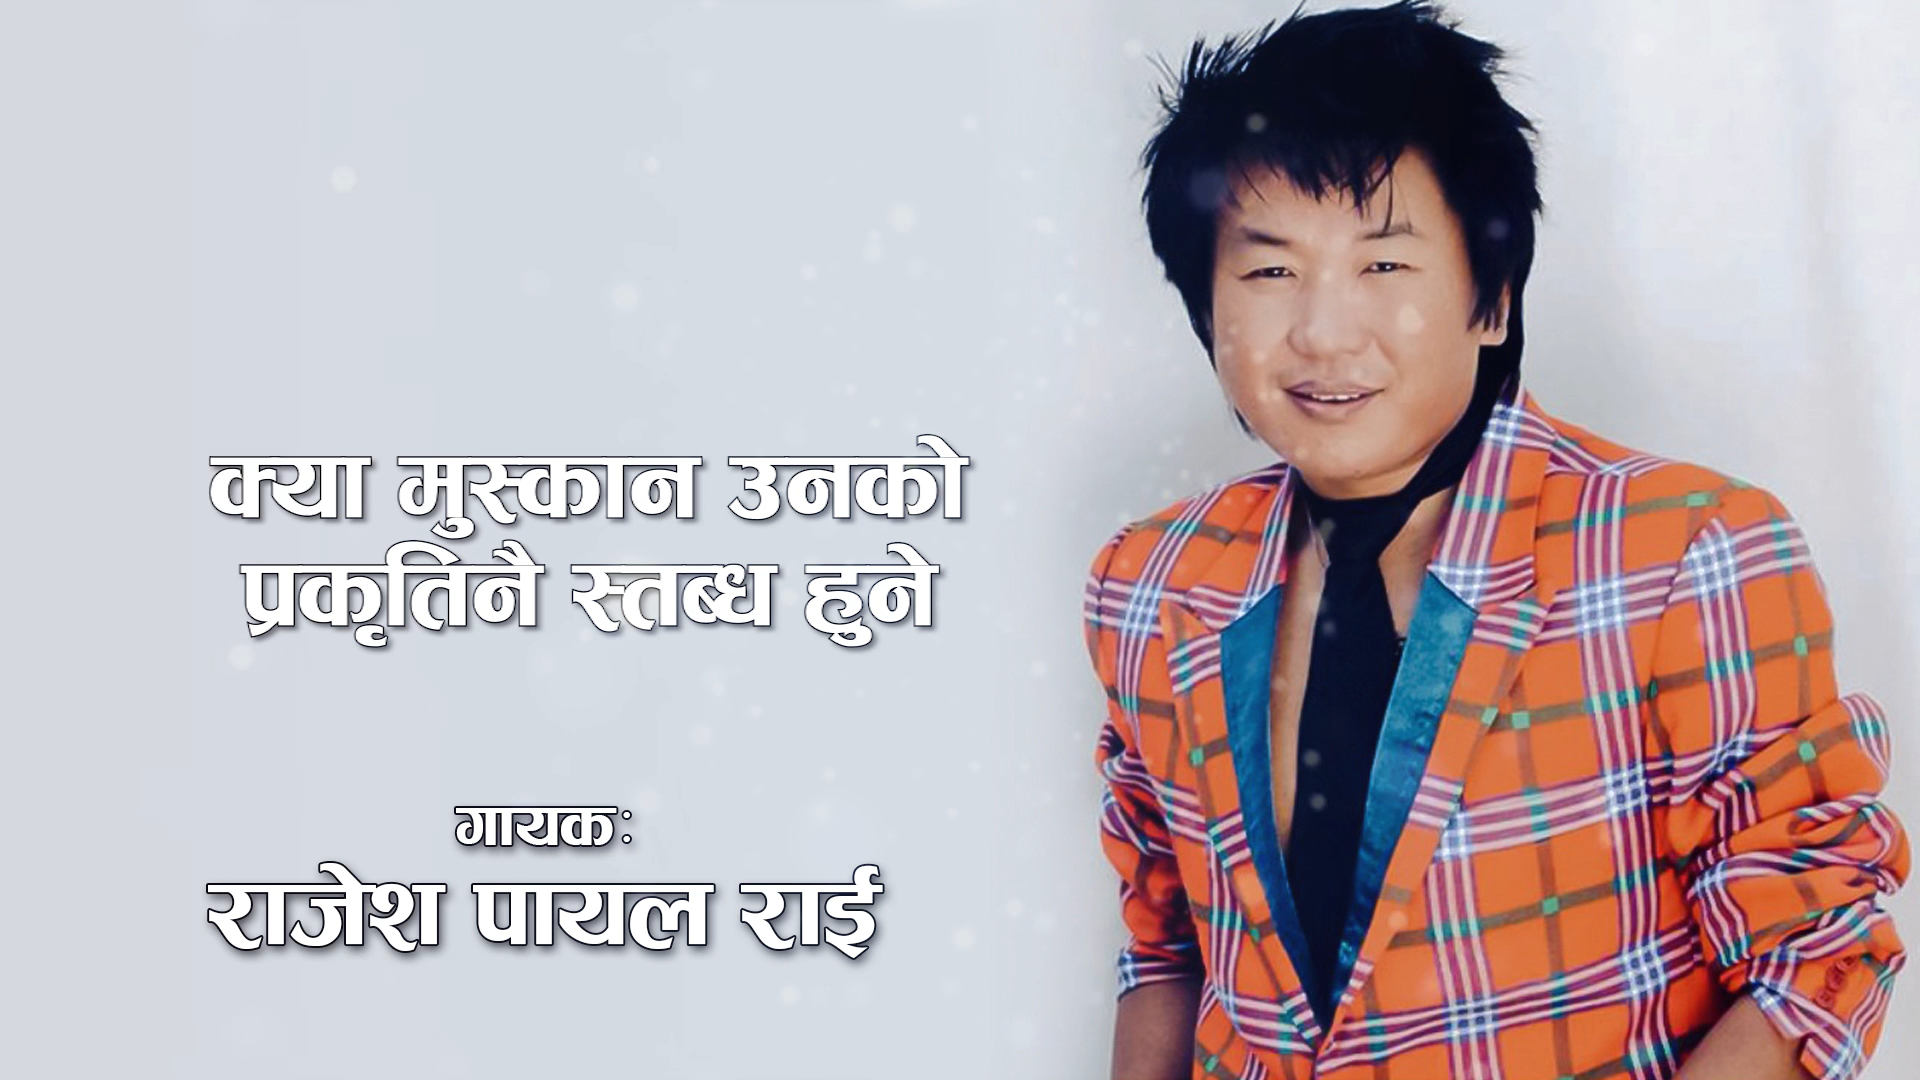 क्या मुस्कान उनको
प्रकृतिनै स्तब्ध हुने
गायकः
राजेश पायल राई